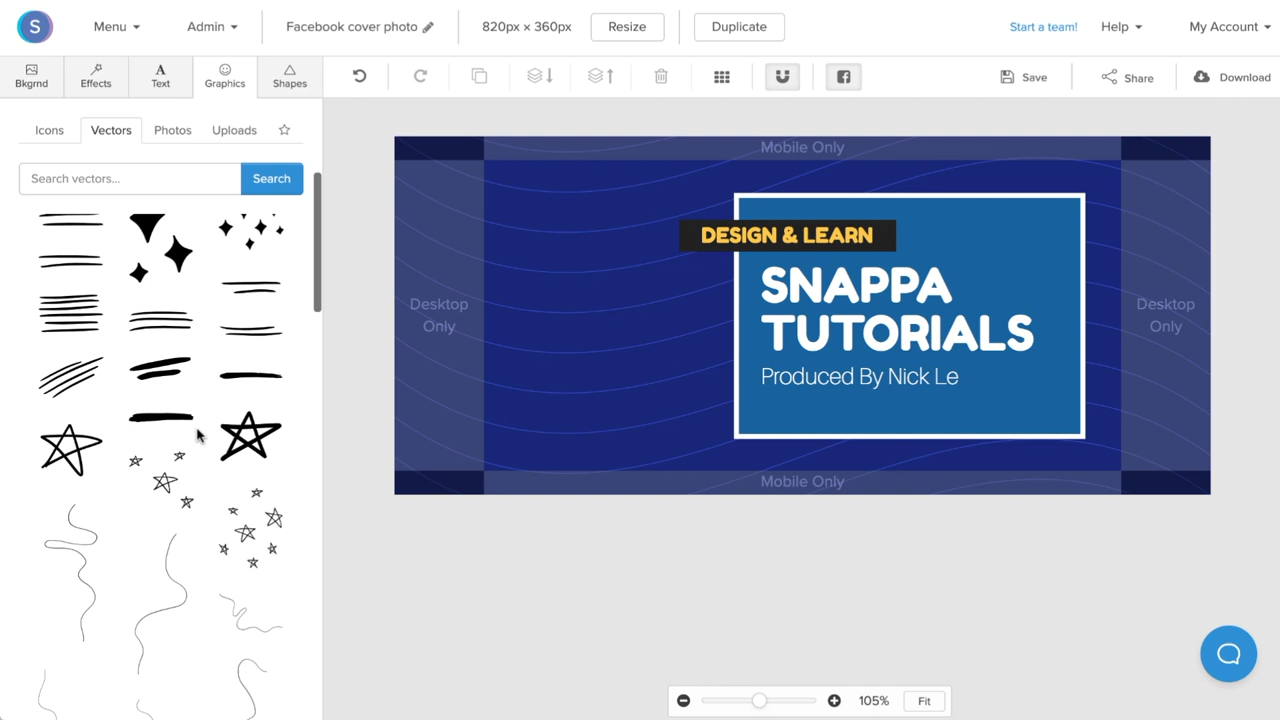 S
Menu
Admin
Facebook cover photo
820px × 360px
Resize
Duplicate
Start a team!
Help
My Account
Bkgrnd
Effects
Text
Graphics
Shapes
Save
Share
Download
Icons
Vectors
Photos
Uploads
Search vectors...
Search
Mobile Only
DESIGN & LEARN
SNAPPA
TUTORIALS
Produced By Nick Le
Desktop
Only
Desktop
Only
Mobile Only
105%
Fit